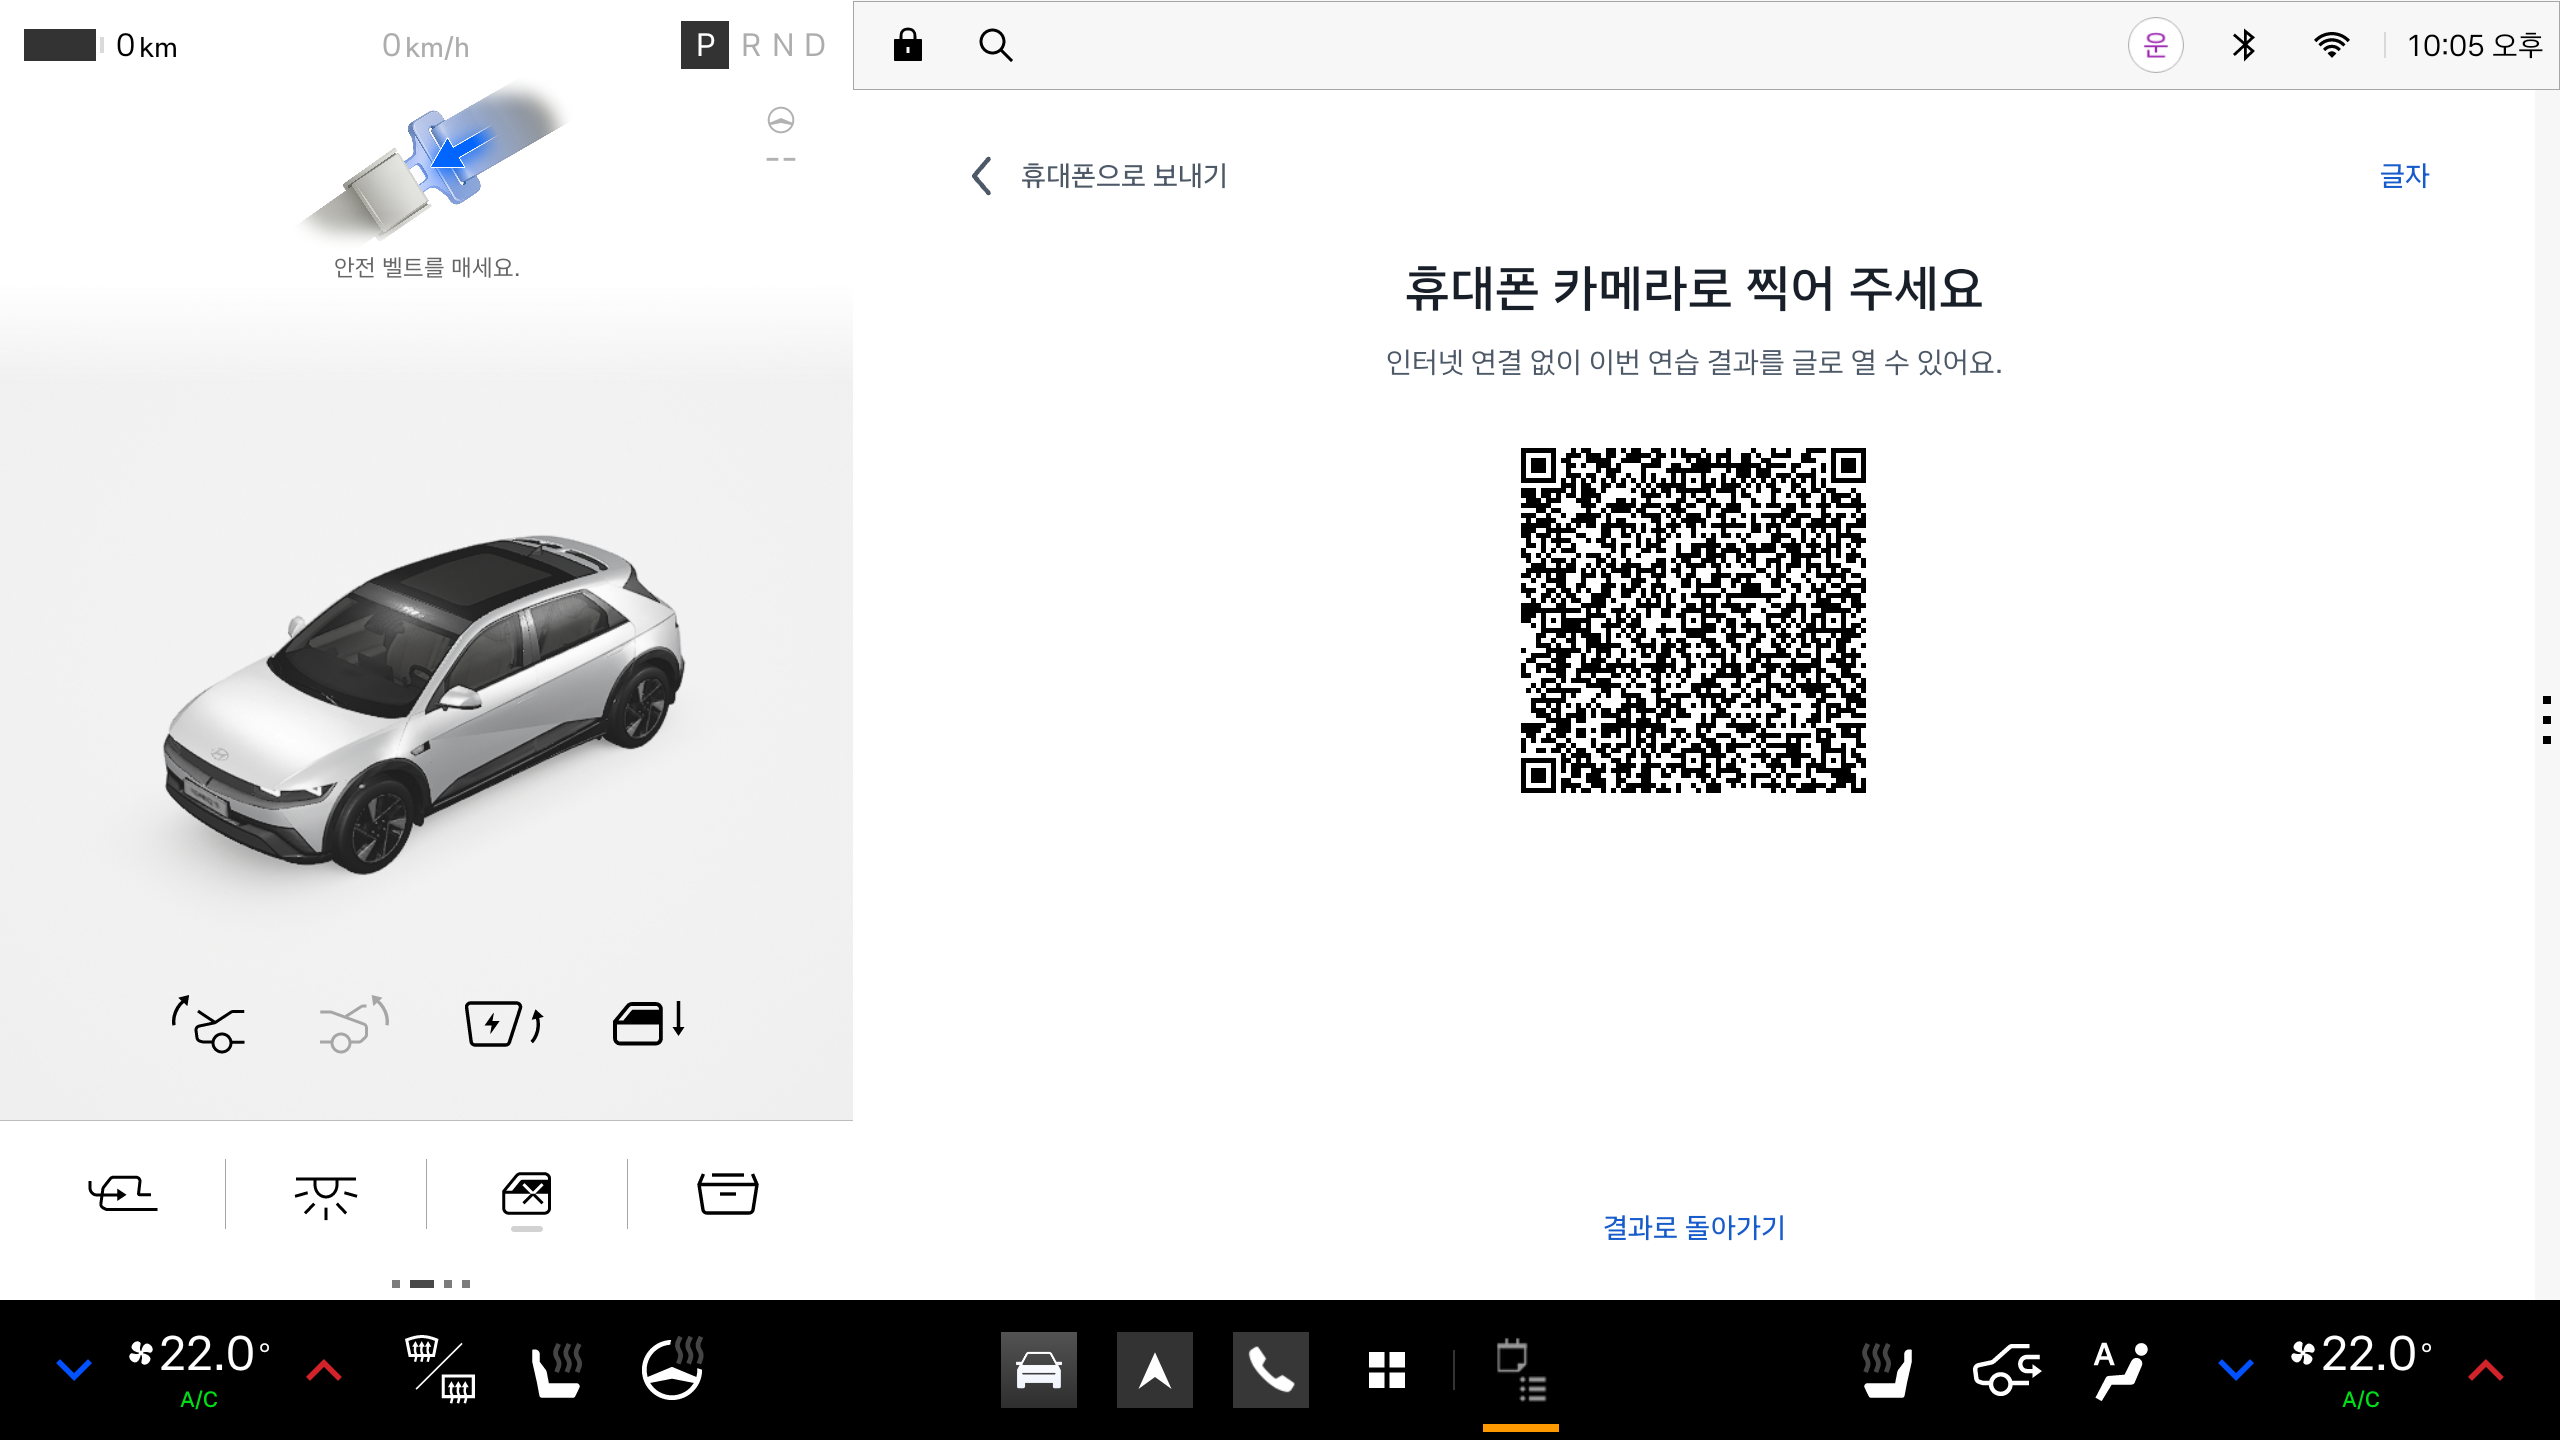 0 km
0 km/h
P R N D
안전 벨트를 매세요.
운
10:05 오후
휴대폰으로 보내기
글자
휴대폰 카메라로 찍어 주세요
인터넷 연결 없이 이번 연습 결과를 글로 열 수 있어요.
결과로 돌아가기
22.0°
A/C
A
22.0°
A/C